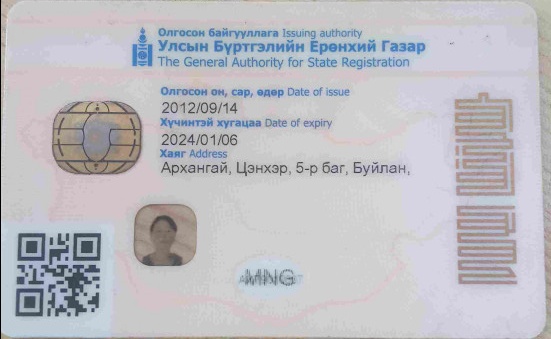 Олгосон байгууллага Issuing authority
Улсын Бүртгэлийн Ерөнхий Газар
The General Authority for State Registration
Олгосон он, сар, өдөр Date of issue
2012/09/14
Хүчинтэй хугацаа Date of expiry
2024/01/06
Хаяг Address
Архангай, Цэнхэр, 5-р баг, Буйлан,
MNG